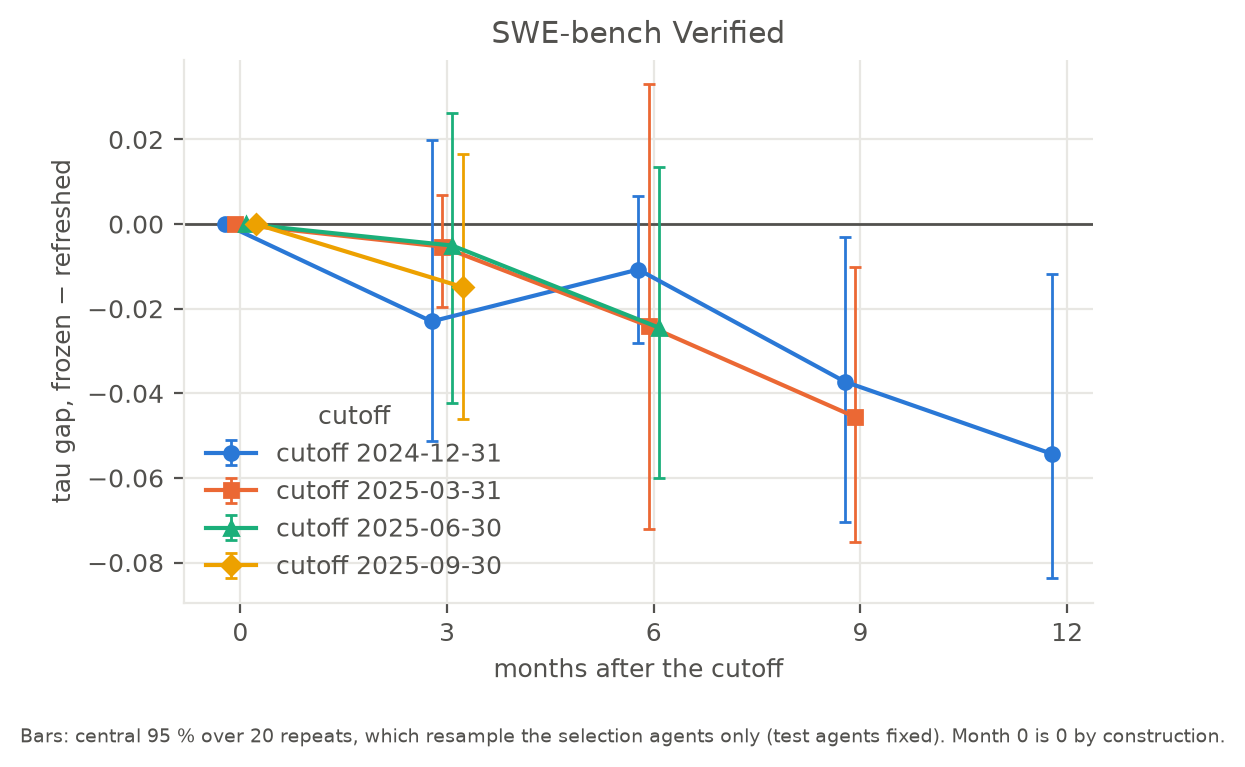 SWE-bench Verified
tau gap, frozen − refreshed
0.02
0.00
−0.02
−0.04
−0.06
−0.08
cutoff
cutoff 2024-12-31
cutoff 2025-03-31
cutoff 2025-06-30
cutoff 2025-09-30
0 3 6 9 12
months after the cutoff
Bars: central 95 % over 20 repeats, which resample the selection agents only (test agents fixed). Month 0 is 0 by construction.